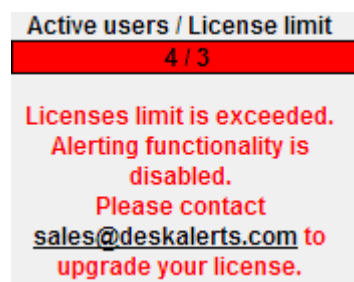 Active users / License limit
4 / 3
Licenses limit is exceeded.
Alerting functionality is
disabled.
Please contact
sales@deskalerts.com to
upgrade your license.